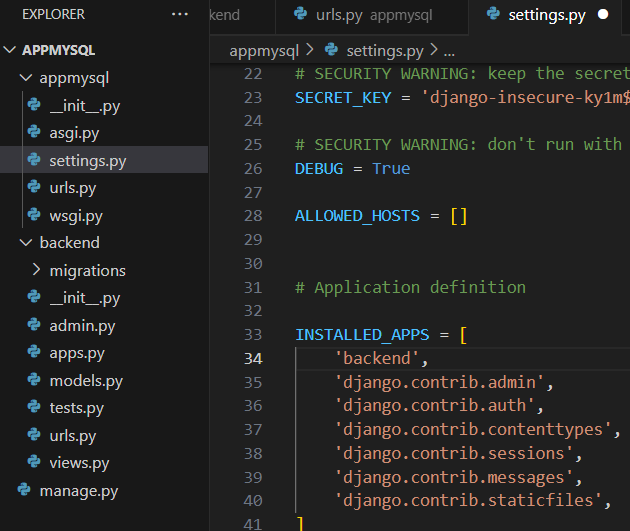 EXPLORER
···
APPMYSQL
appmysql
__init__.py
asgi.py
settings.py
urls.py
wsgi.py
backend
migrations
__init__.py
admin.py
apps.py
models.py
tests.py
urls.py
views.py
manage.py
kend
urls.py appmysql
settings.py
appmysql > settings.py > ...
22 # SECURITY WARNING: keep the secret
23 SECRET_KEY = 'django-insecure-ky1m$
24
25 # SECURITY WARNING: don't run with
26 DEBUG = True
27
28 ALLOWED_HOSTS = []
29
30
31 # Application definition
32
33 INSTALLED_APPS = [
34 'backend',
35 'django.contrib.admin',
36 'django.contrib.auth',
37 'django.contrib.contenttypes',
38 'django.contrib.sessions',
39 'django.contrib.messages',
40 'django.contrib.staticfiles',
41 ]